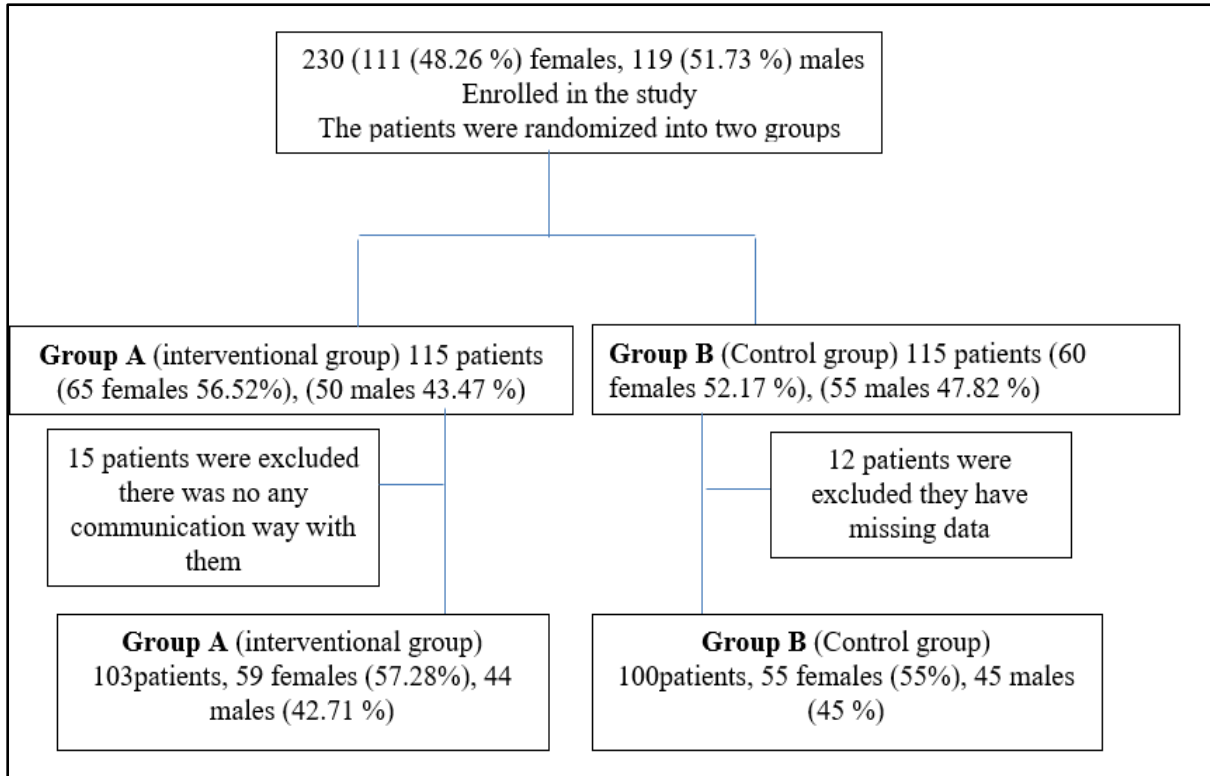 230 (111 (48.26 %) females, 119 (51.73 %) males
Enrolled in the study
The patients were randomized into two groups
Group A (interventional group) 115 patients
(65 females 56.52%), (50 males 43.47 %)
Group B (Control group) 115 patients (60
females 52.17 %), (55 males 47.82 %)
15 patients were excluded
there was no any
communication way with
them
12 patients were
excluded they have
missing data
Group A (interventional group)
103patients, 59 females (57.28%), 44
males (42.71 %)
Group B (Control group)
100patients, 55 females (55%), 45 males
(45 %)